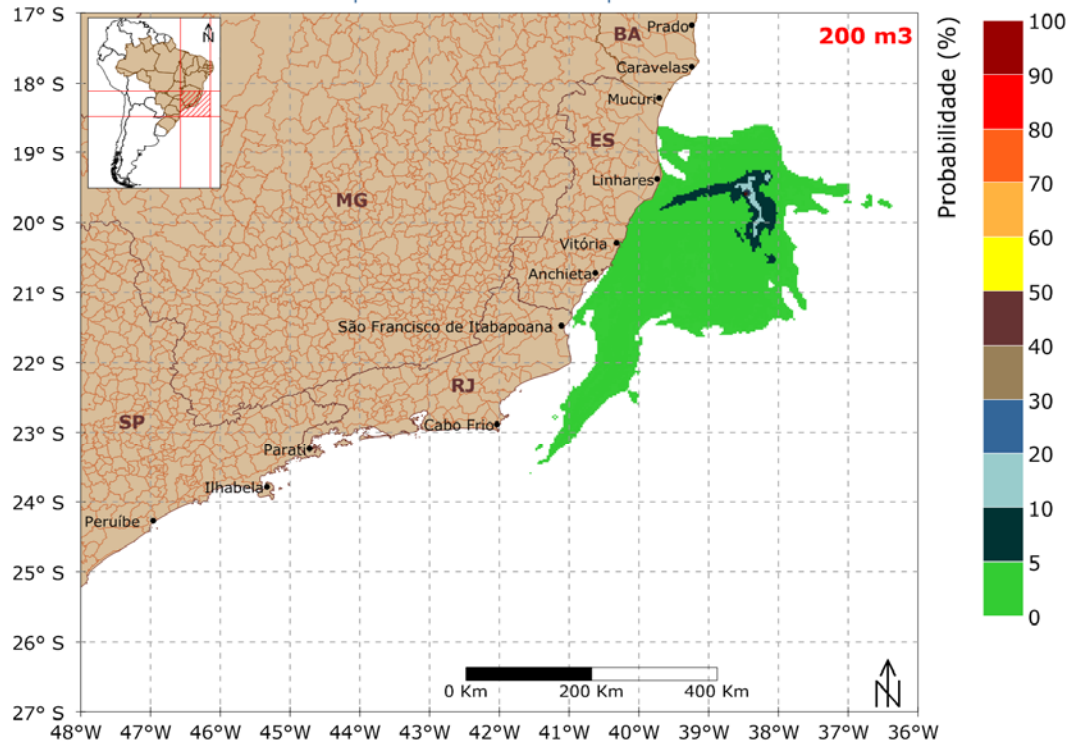 17° S
18° S
19° S
20° S
21° S
22° S
23° S
24° S
25° S
26° S
27° S
48°W
47°W
46°W
45°W
44°W
43°W
42°W
41°W
40°W
39°W
38°W
37°W
36°W
N
BA
Prado
200 m3
Caravelas
Mucuri
ES
Linhares
MG
Vitória
Anchieta
São Francisco de Itabapoana
RJ
SP
Cabo Frio
Parati
Ilhabela
Peruíbe
0 Km
200 Km
400 Km
N
Probabilidade (%)
100
90
80
70
60
50
40
30
20
10
5
0